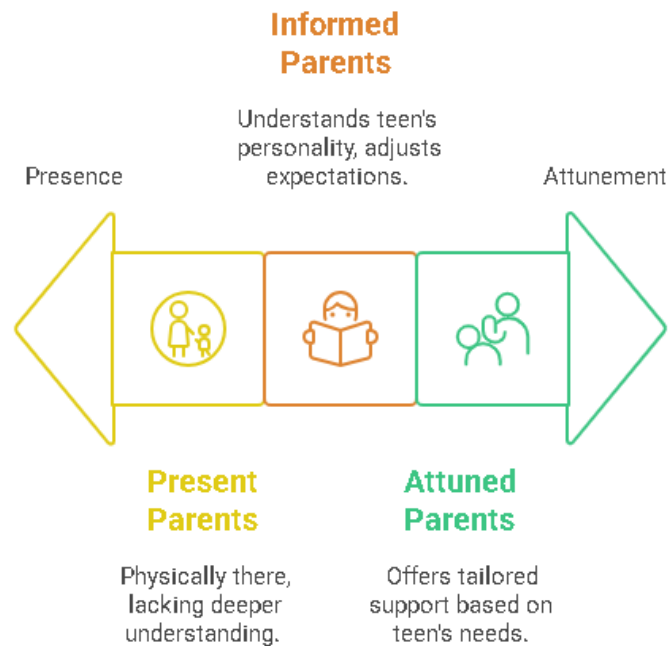 Informed
Parents
Understands teen's
personality, adjusts
expectations.
Presence
Attunement
Present
Parents
Physically there,
lacking deeper
understanding.
Attuned
Parents
Offers tailored
support based on
teen's needs.